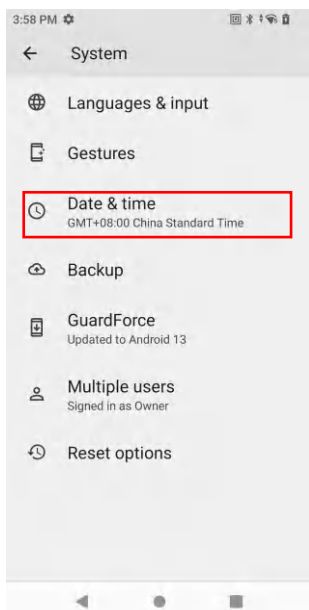 3:58 PM
System
Languages & input
Gestures
Date & time
GMT+08:00 China Standard Time
Backup
GuardForce
Updated to Android 13
Multiple users
Signed in as Owner
Reset options